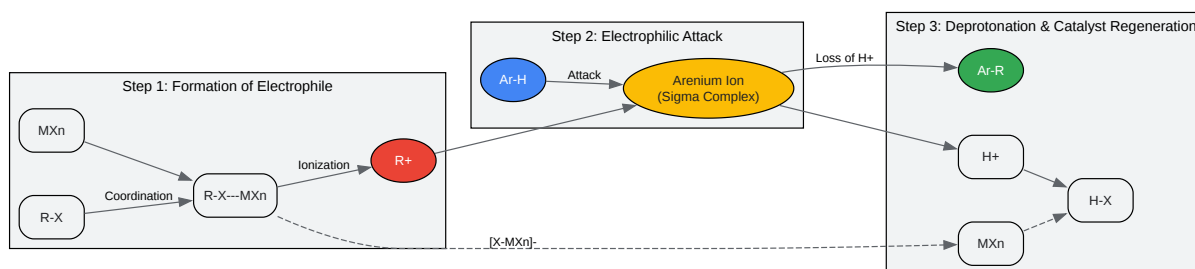 Step 1: Formation of Electrophile
MXn
R-X
Coordination
R-X---MXn
Ionization
R+
[X-MXn]-
Step 2: Electrophilic Attack
Ar-H
Attack
Arenium Ion
(Sigma Complex)
Loss of H+
Step 3: Deprotonation & Catalyst Regeneration
Ar-R
H+
H-X
MXn